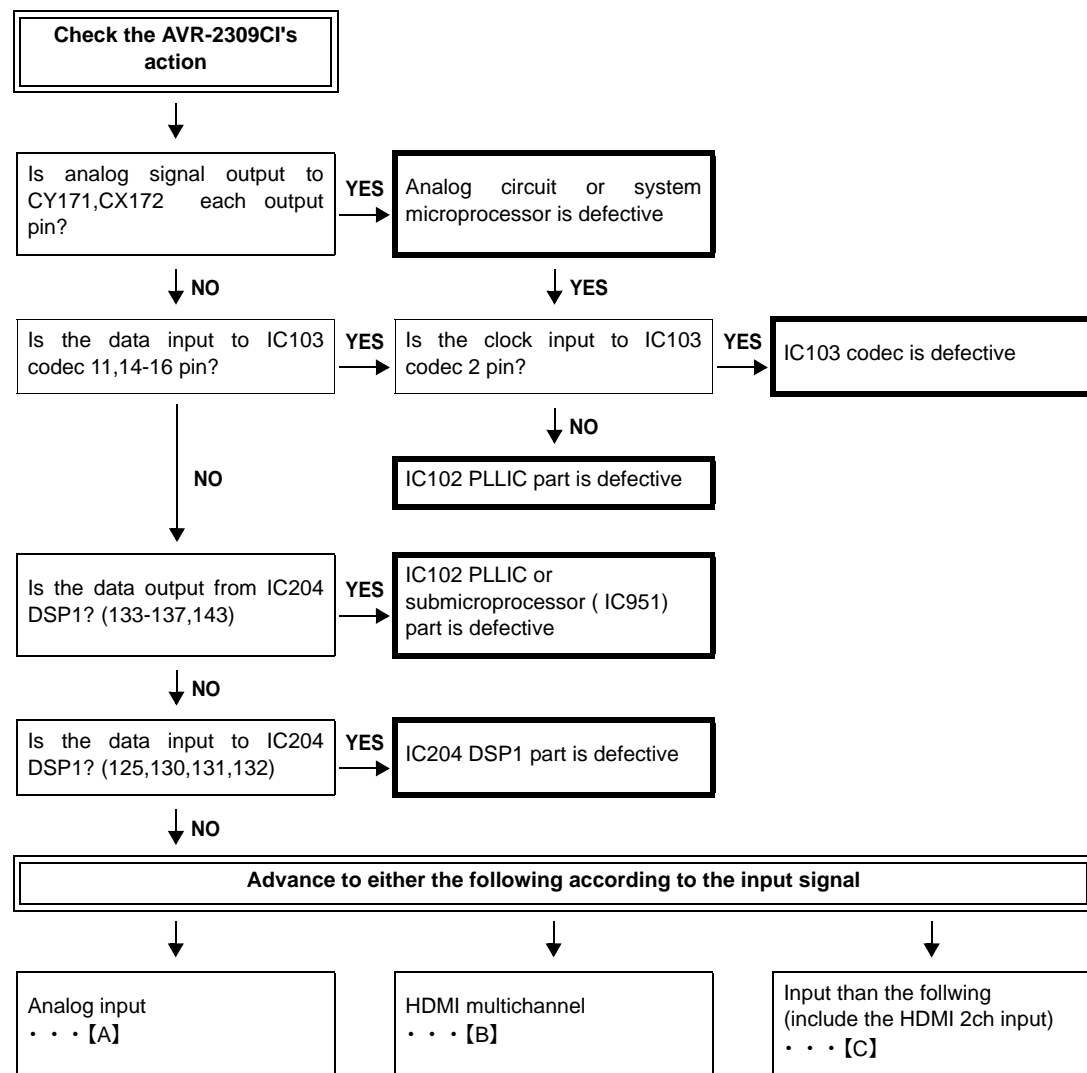 Check the AVR-2309CI's
action
Is analog signal output to
CY171,CX172 each output
pin?
YES
Analog circuit or system
microprocessor is defective
NO
YES
Is the data input to IC103
codec 11,14-16 pin?
YES
Is the clock input to IC103
codec 2 pin?
YES
IC103 codec is defective
NO
NO
IC102 PLLIC part is defective
Is the data output from IC204
DSP1? (133-137,143)
YES
IC102 PLLIC or
submicroprocessor ( IC951)
part is defective
NO
Is the data input to IC204
DSP1? (125,130,131,132)
YES
IC204 DSP1 part is defective
NO
Advance to either the following according to the input signal
Analog input
・・・【A】
HDMI multichannel
・・・【B】
Input than the follwing
(include the HDMI 2ch input)
・・・【C】